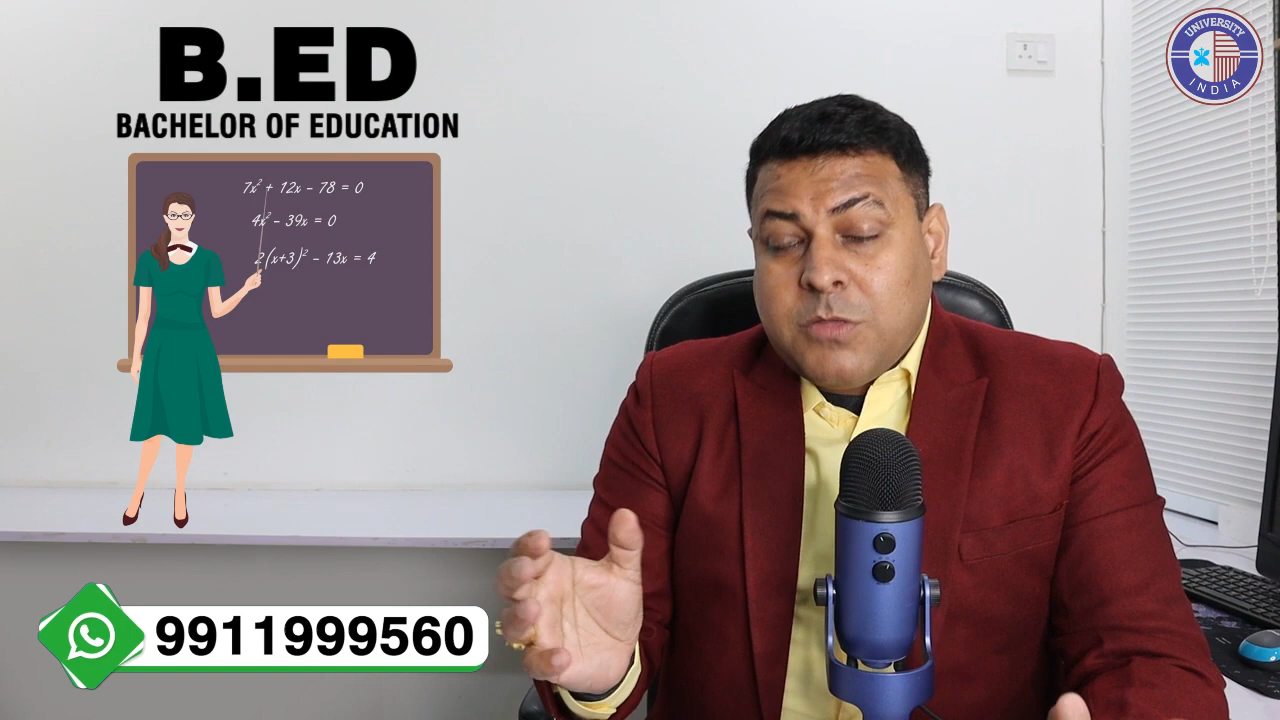 B.ED
BACHELOR OF EDUCATION
7x² + 12x - 78 = 0
4x² - 39x = 0
2(x+3)² - 13x = 4
9911999560
UNIVERSITY
INDIA